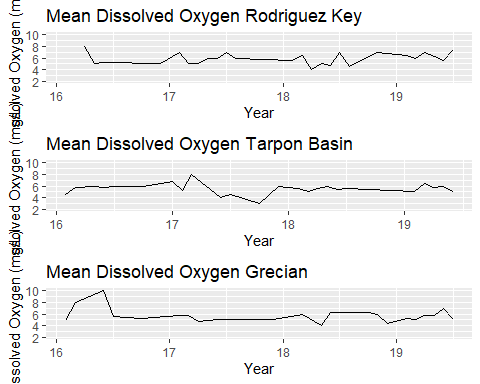 Mean Dissolved Oxygen Rodriguez Key
10
8
6
4
2
16 17 18 19
Year
Mean Dissolved Oxygen Tarpon Basin
Oxygen (m
10
8
6
4
2
16 17 18 19
Year
Mean Dissolved Oxygen Grecian
Oxygen (m
10
8
6
4
2
16 17 18 19
Year